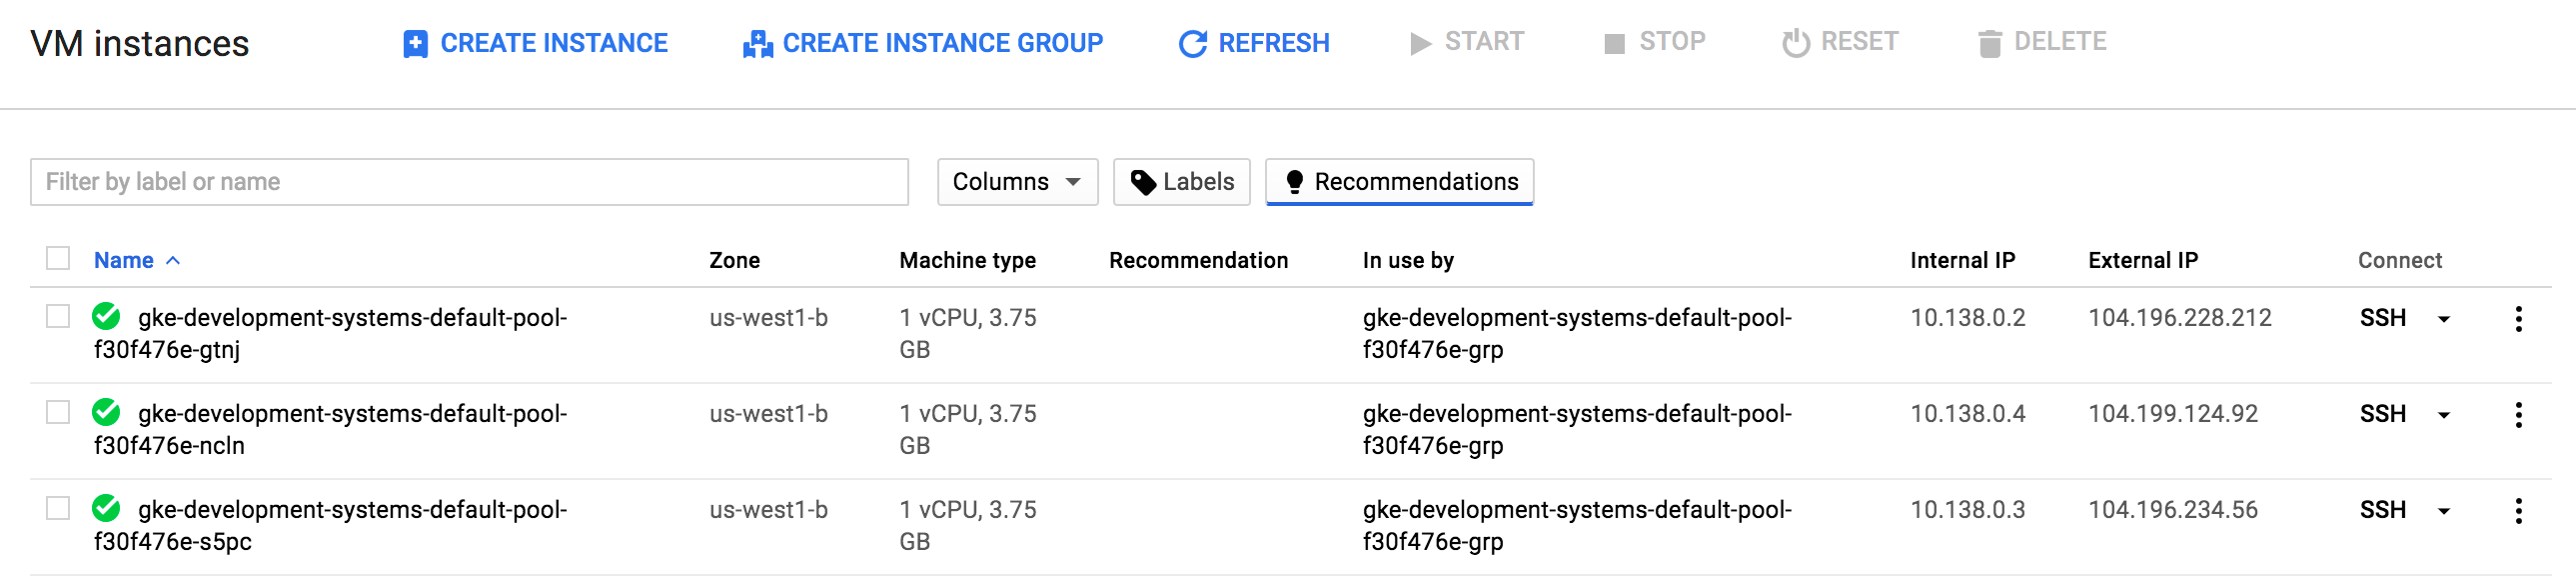 VM instances CREATE INSTANCE CREATE INSTANCE GROUP REFRESH START STOP RESET DELETE
Filter by label or name Columns Labels Recommendations
Name Zone Machine type Recommendation In use by Internal IP External IP Connect
gke-development-systems-default-pool- us-west1-b 1 vCPU, 3.75 gke-development-systems-default-pool- 10.138.0.2 104.196.228.212 SSH
f30f476e-gtnj GB f30f476e-grp
gke-development-systems-default-pool- us-west1-b 1 vCPU, 3.75 gke-development-systems-default-pool- 10.138.0.4 104.199.124.92 SSH
f30f476e-ncln GB f30f476e-grp
gke-development-systems-default-pool- us-west1-b 1 vCPU, 3.75 gke-development-systems-default-pool- 10.138.0.3 104.196.234.56 SSH
f30f476e-s5pc GB f30f476e-grp